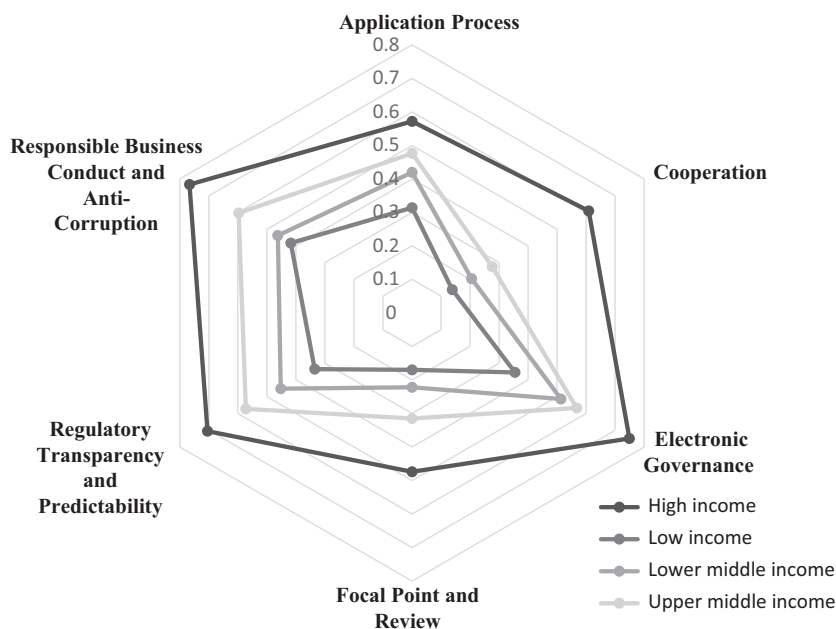 Application Process
0.8
0.7
0.6
0.5
0.4
0.3
0.2
0.1
0
Responsible Business
Conduct and
Anti-
Corruption
Cooperation
Regulatory
Transparency
and
Predictability
Electronic
Governance
Focal Point and
Review
High income
Low income
Lower middle income
Upper middle income